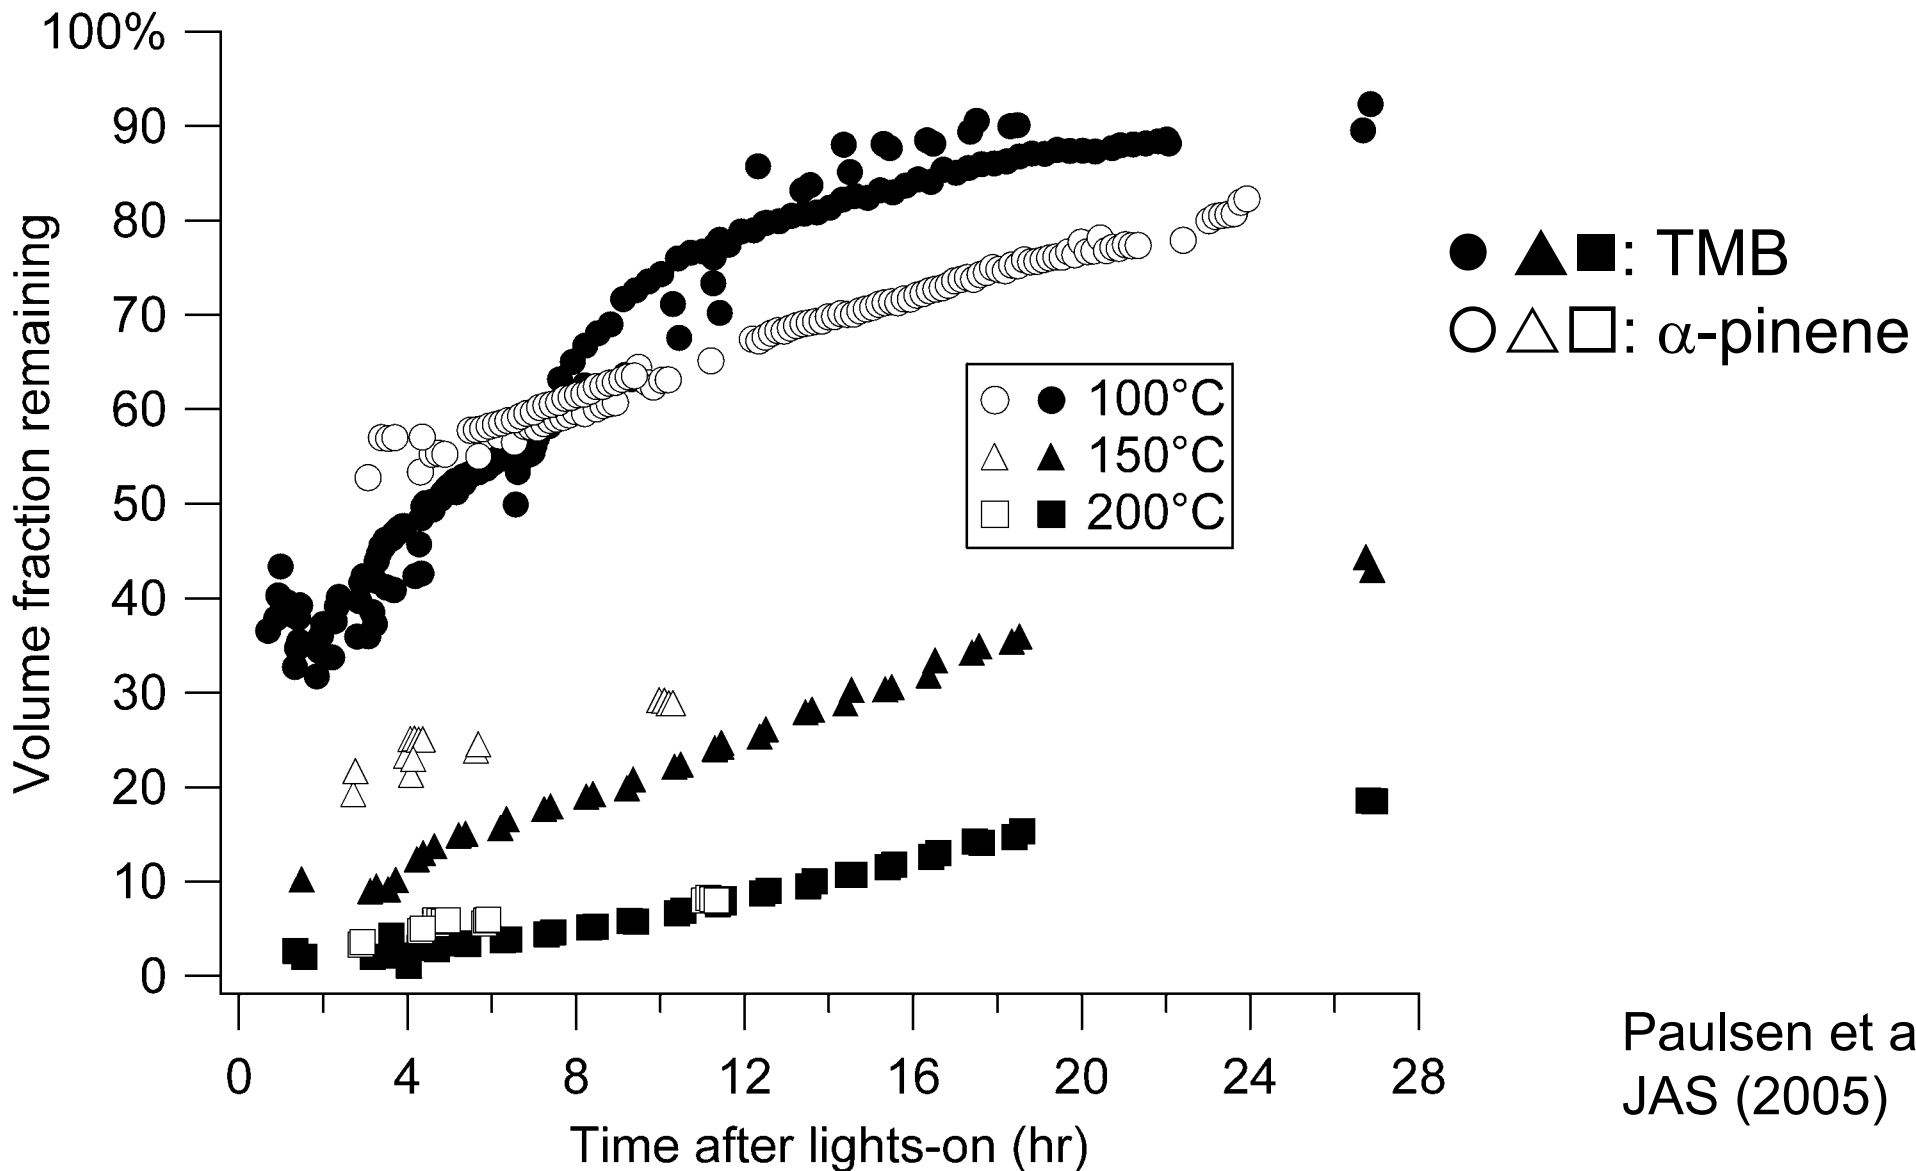 100%
90
80
70
60
50
40
30
20
10
0
Volume fraction remaining
0 4 8 12 16 20 24 28
Time after lights-on (hr)
100°C
150°C
200°C
: TMB
: α-pinene
Paulsen et a
JAS (2005)